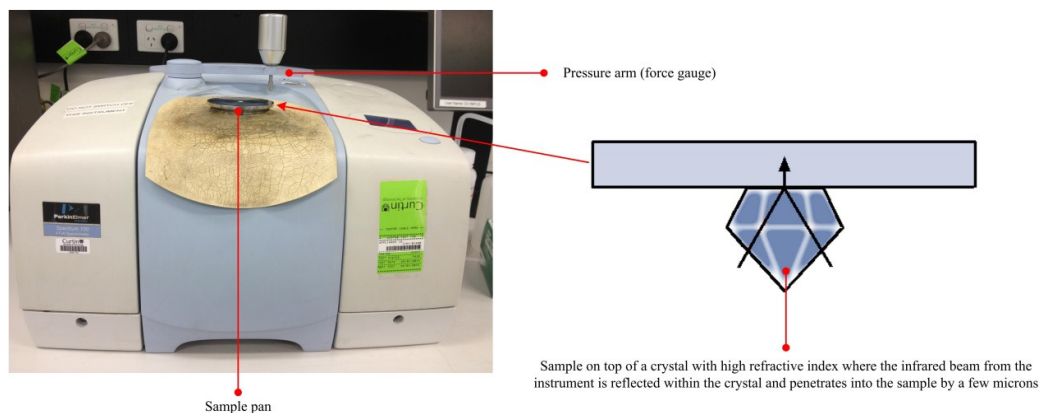 Pressure arm (force gauge)
PerkinElmer
Spectrum 100
Curtin
Curtin
Sample on top of a crystal with high refractive index where the infrared beam from the
instrument is reflected within the crystal and penetrates into the sample by a few microns
Sample pan